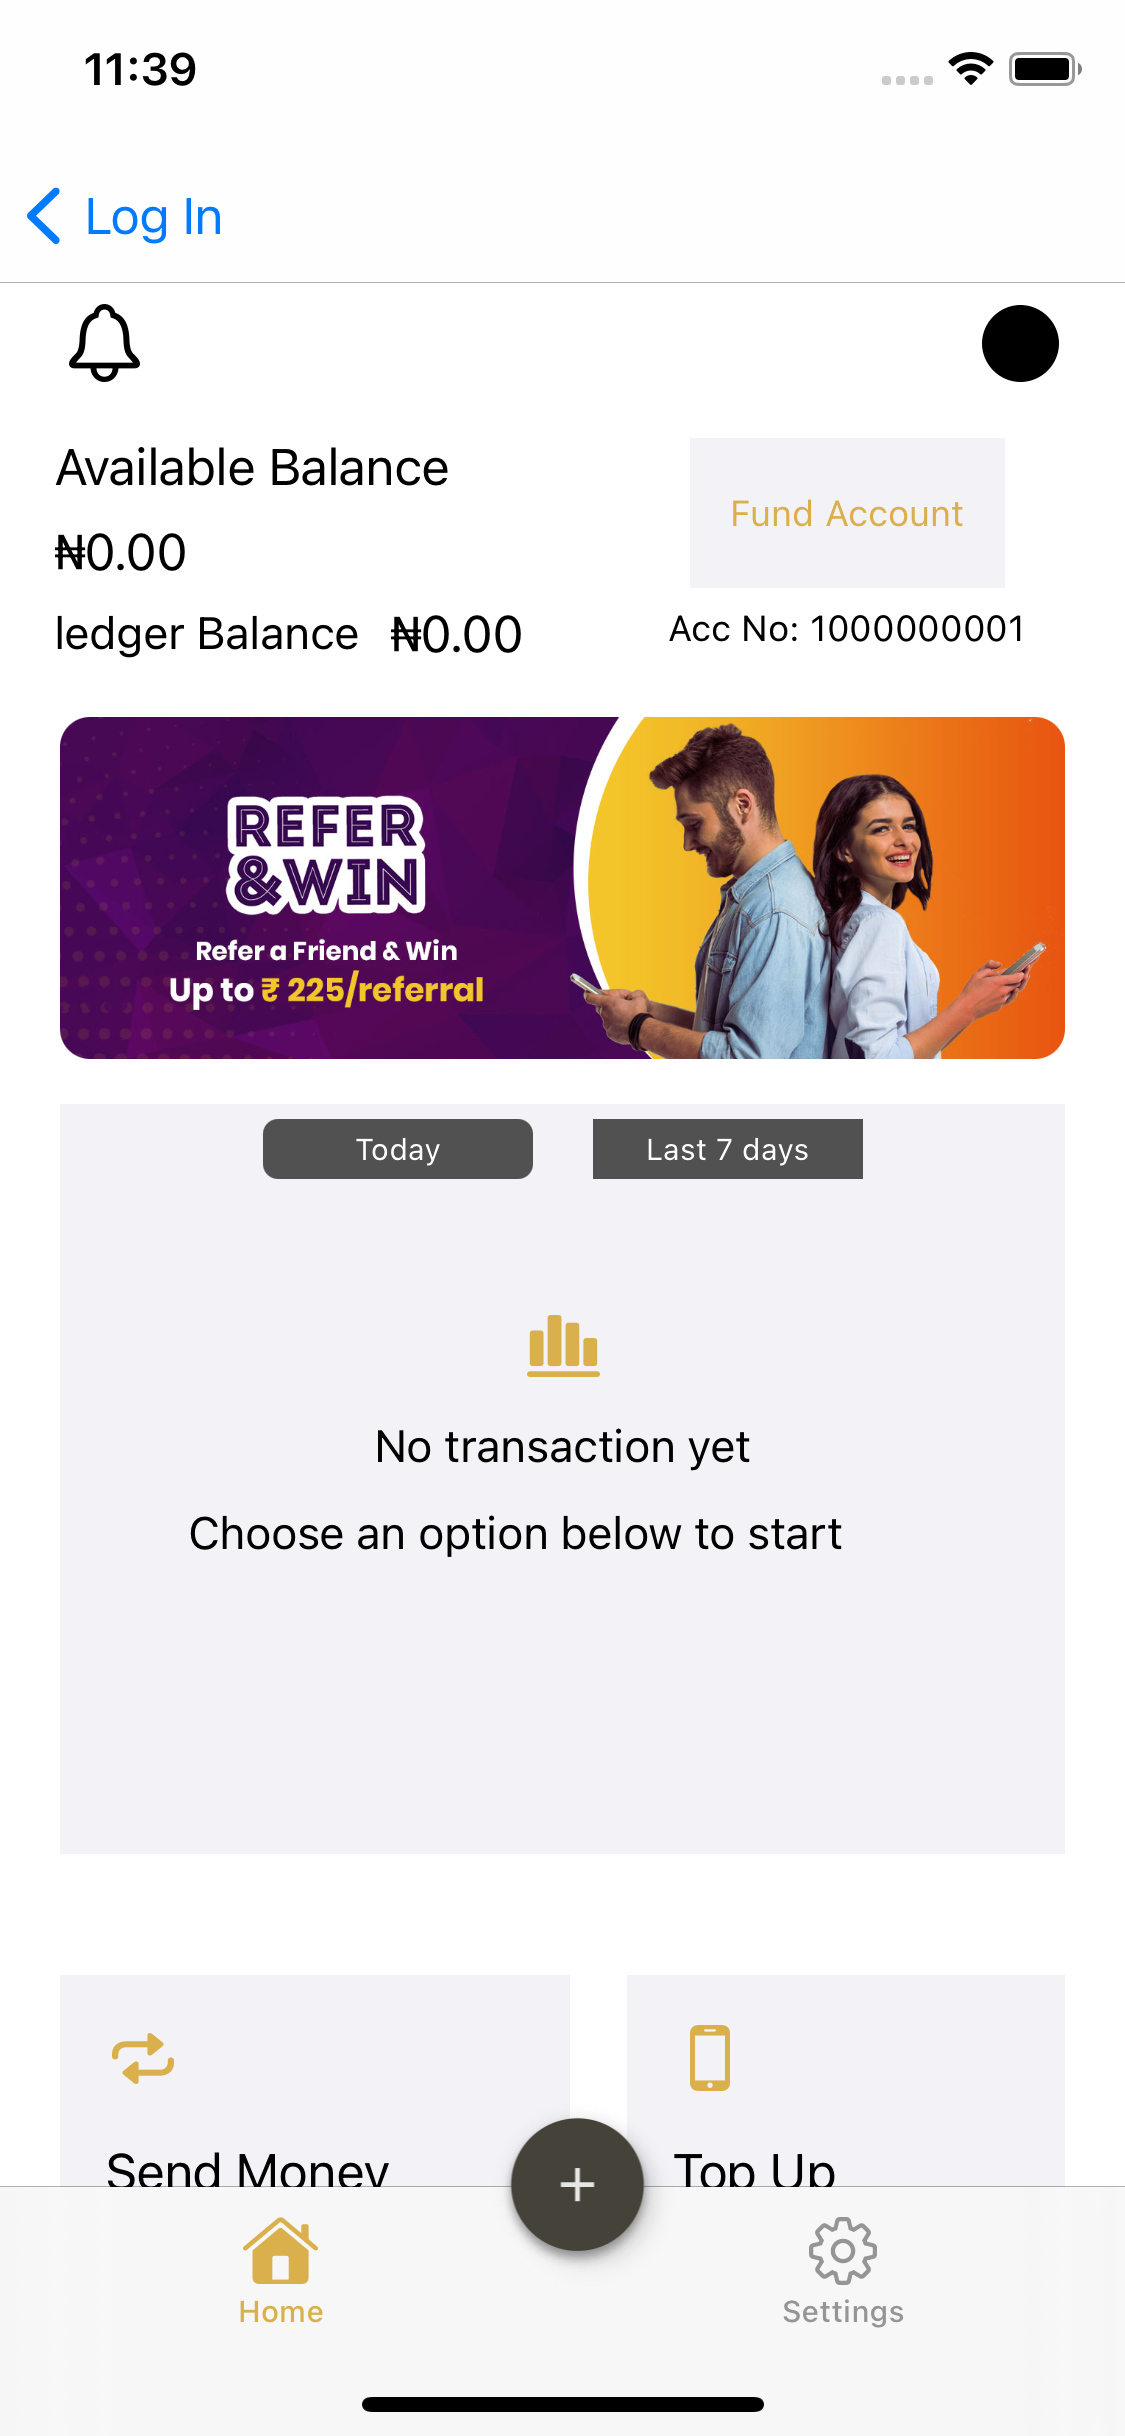 11:39
Log In
Available Balance
₦0.00
ledger Balance ₦0.00
Fund Account
Acc No: 1000000001
REFER
&WIN
Refer a Friend & Win
Up to ₹ 225/referral
Today
Last 7 days
No transaction yet
Choose an option below to start
Send Money
Top Up
+
Home
Settings